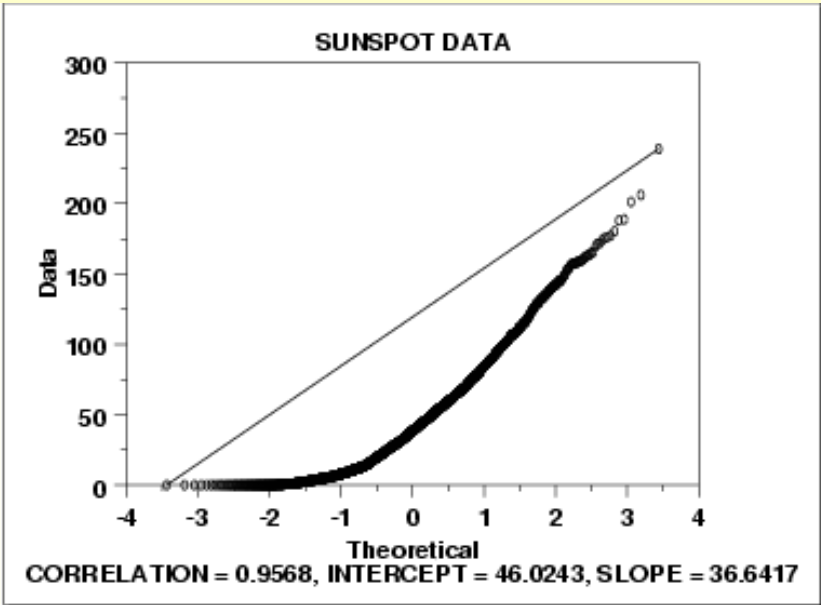 SUNSPOT DATA
300
250
200
150
100
50
0
Data
-4 -3 -2 -1 0 1 2 3 4
Theoretical
CORRELATION = 0.9568, INTERCEPT = 46.0243, SLOPE = 36.6417